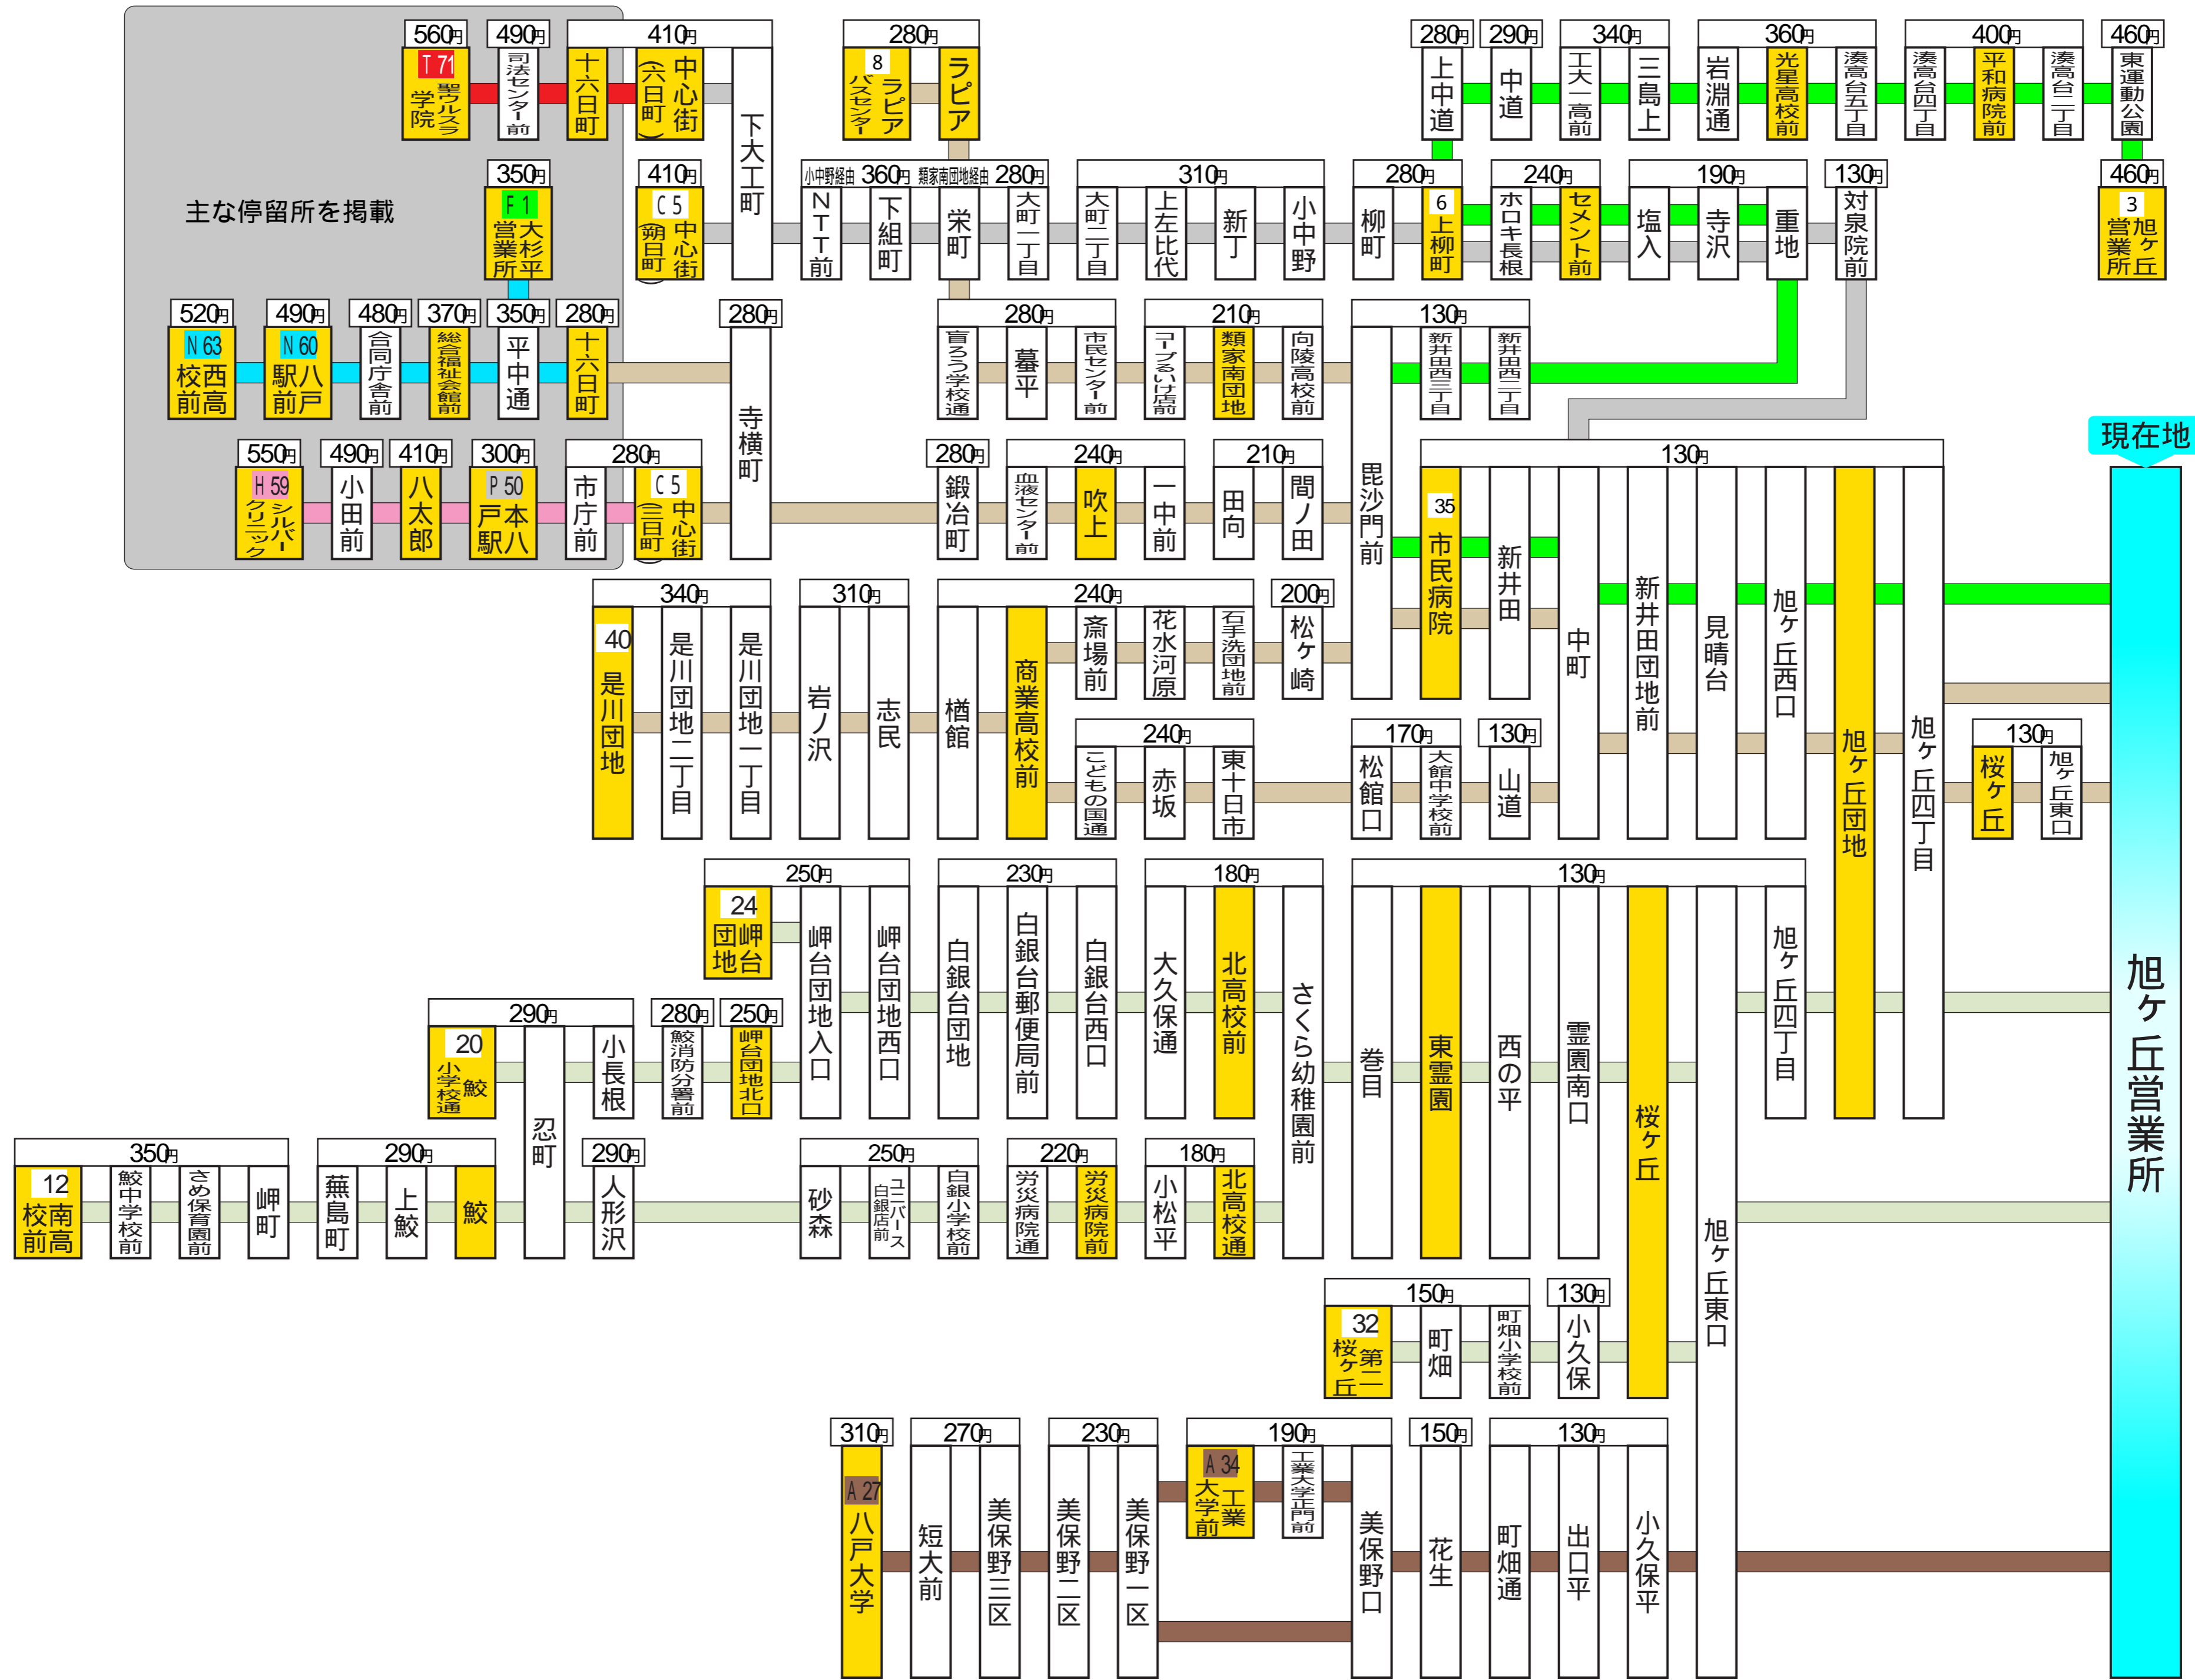 560円
490円
410円
280円
280円
290円
340円
360円
400円
460円
T 71
聖ウルスラ
学院
司法センター前
十六日町
中心街
(六日町)
下大工町
8
ラピア
バスセンター
ラピア
上中道
中道
工大一高前
三島上
岩淵通
光星高校前
湊高台五丁目
湊高台四丁目
平和病院前
湊高台二丁目
東運動公園
主な停留所を掲載
350円
410円
小中野経由 360円 類家南団地経由 280円
310円
280円
240円
190円
130円
460円
F 1
大杉平
営業所
C 5
中心街
(朔日町)
NTT前
下組町
栄町
大町一丁目
大町二丁目
上左比代
新丁
小中野
柳町
6
上柳町
ホロキ長根
セメント前
塩入
寺沢
重地
対泉院前
3
旭ヶ丘
営業所
520円
490円
480円
370円
350円
280円
280円
280円
210円
130円
N 63
西高
校前
N 60
八戸
駅前
合同庁舎前
総合福祉会館前
平中通
十六日町
寺横町
盲ろう学校通
墓平
市民センター前
コープるいけ店前
類家南団地
向陵高校前
毘沙門前
新井田西三丁目
新井田西二丁目
現在地
550円
490円
410円
300円
280円
280円
240円
210円
130円
H 59
シルバー
クリニック
小田前
八太郎
P 50
本八
戸駅
市庁前
C 5
中心街
(三日町)
鍛冶町
血液センター前
吹上
一中前
田向
間ノ田
35
市民病院
新井田
中町
新井田団地前
見晴台
旭ヶ丘西口
旭ヶ丘団地
旭ヶ丘四丁目
旭ヶ丘営業所
340円
310円
240円
200円
40
是川団地
是川団地二丁目
是川団地一丁目
岩ノ沢
志民
楢館
商業高校前
斎場前
花水河原
石手洗団地前
松ヶ崎
240円
170円
130円
130円
こどもの国通
赤坂
東十日市
松館口
大館中学校前
山道
桜ヶ丘
旭ヶ丘東口
250円
230円
180円
130円
24
岬台
団地
岬台団地入口
岬台団地西口
白銀台団地
白銀台郵便局前
白銀台西口
大久保通
北高校前
さくら幼稚園前
巻目
東霊園
西の平
霊園南口
桜ヶ丘
旭ヶ丘東口
旭ヶ丘四丁目
290円
280円
250円
20
鮫
小学校通
忍町
小長根
鮫消防分署前
岬台団地北口
350円
290円
290円
250円
220円
180円
12
南高
校前
鮫中学校前
さめ保育園前
岬町
蕪島町
上鮫
鮫
人形沢
砂森
ユニバース
白銀店前
白銀小学校前
労災病院通
労災病院前
小松平
北高校通
150円
130円
32
第二
桜ヶ丘
町畑
町畑小学校前
小久保
310円
270円
230円
190円
150円
130円
A 27
八戸大学
短大前
美保野三区
美保野二区
美保野一区
A 34
工業
大学前
工業大学正門前
美保野口
花生
町畑通
出口平
小久保平